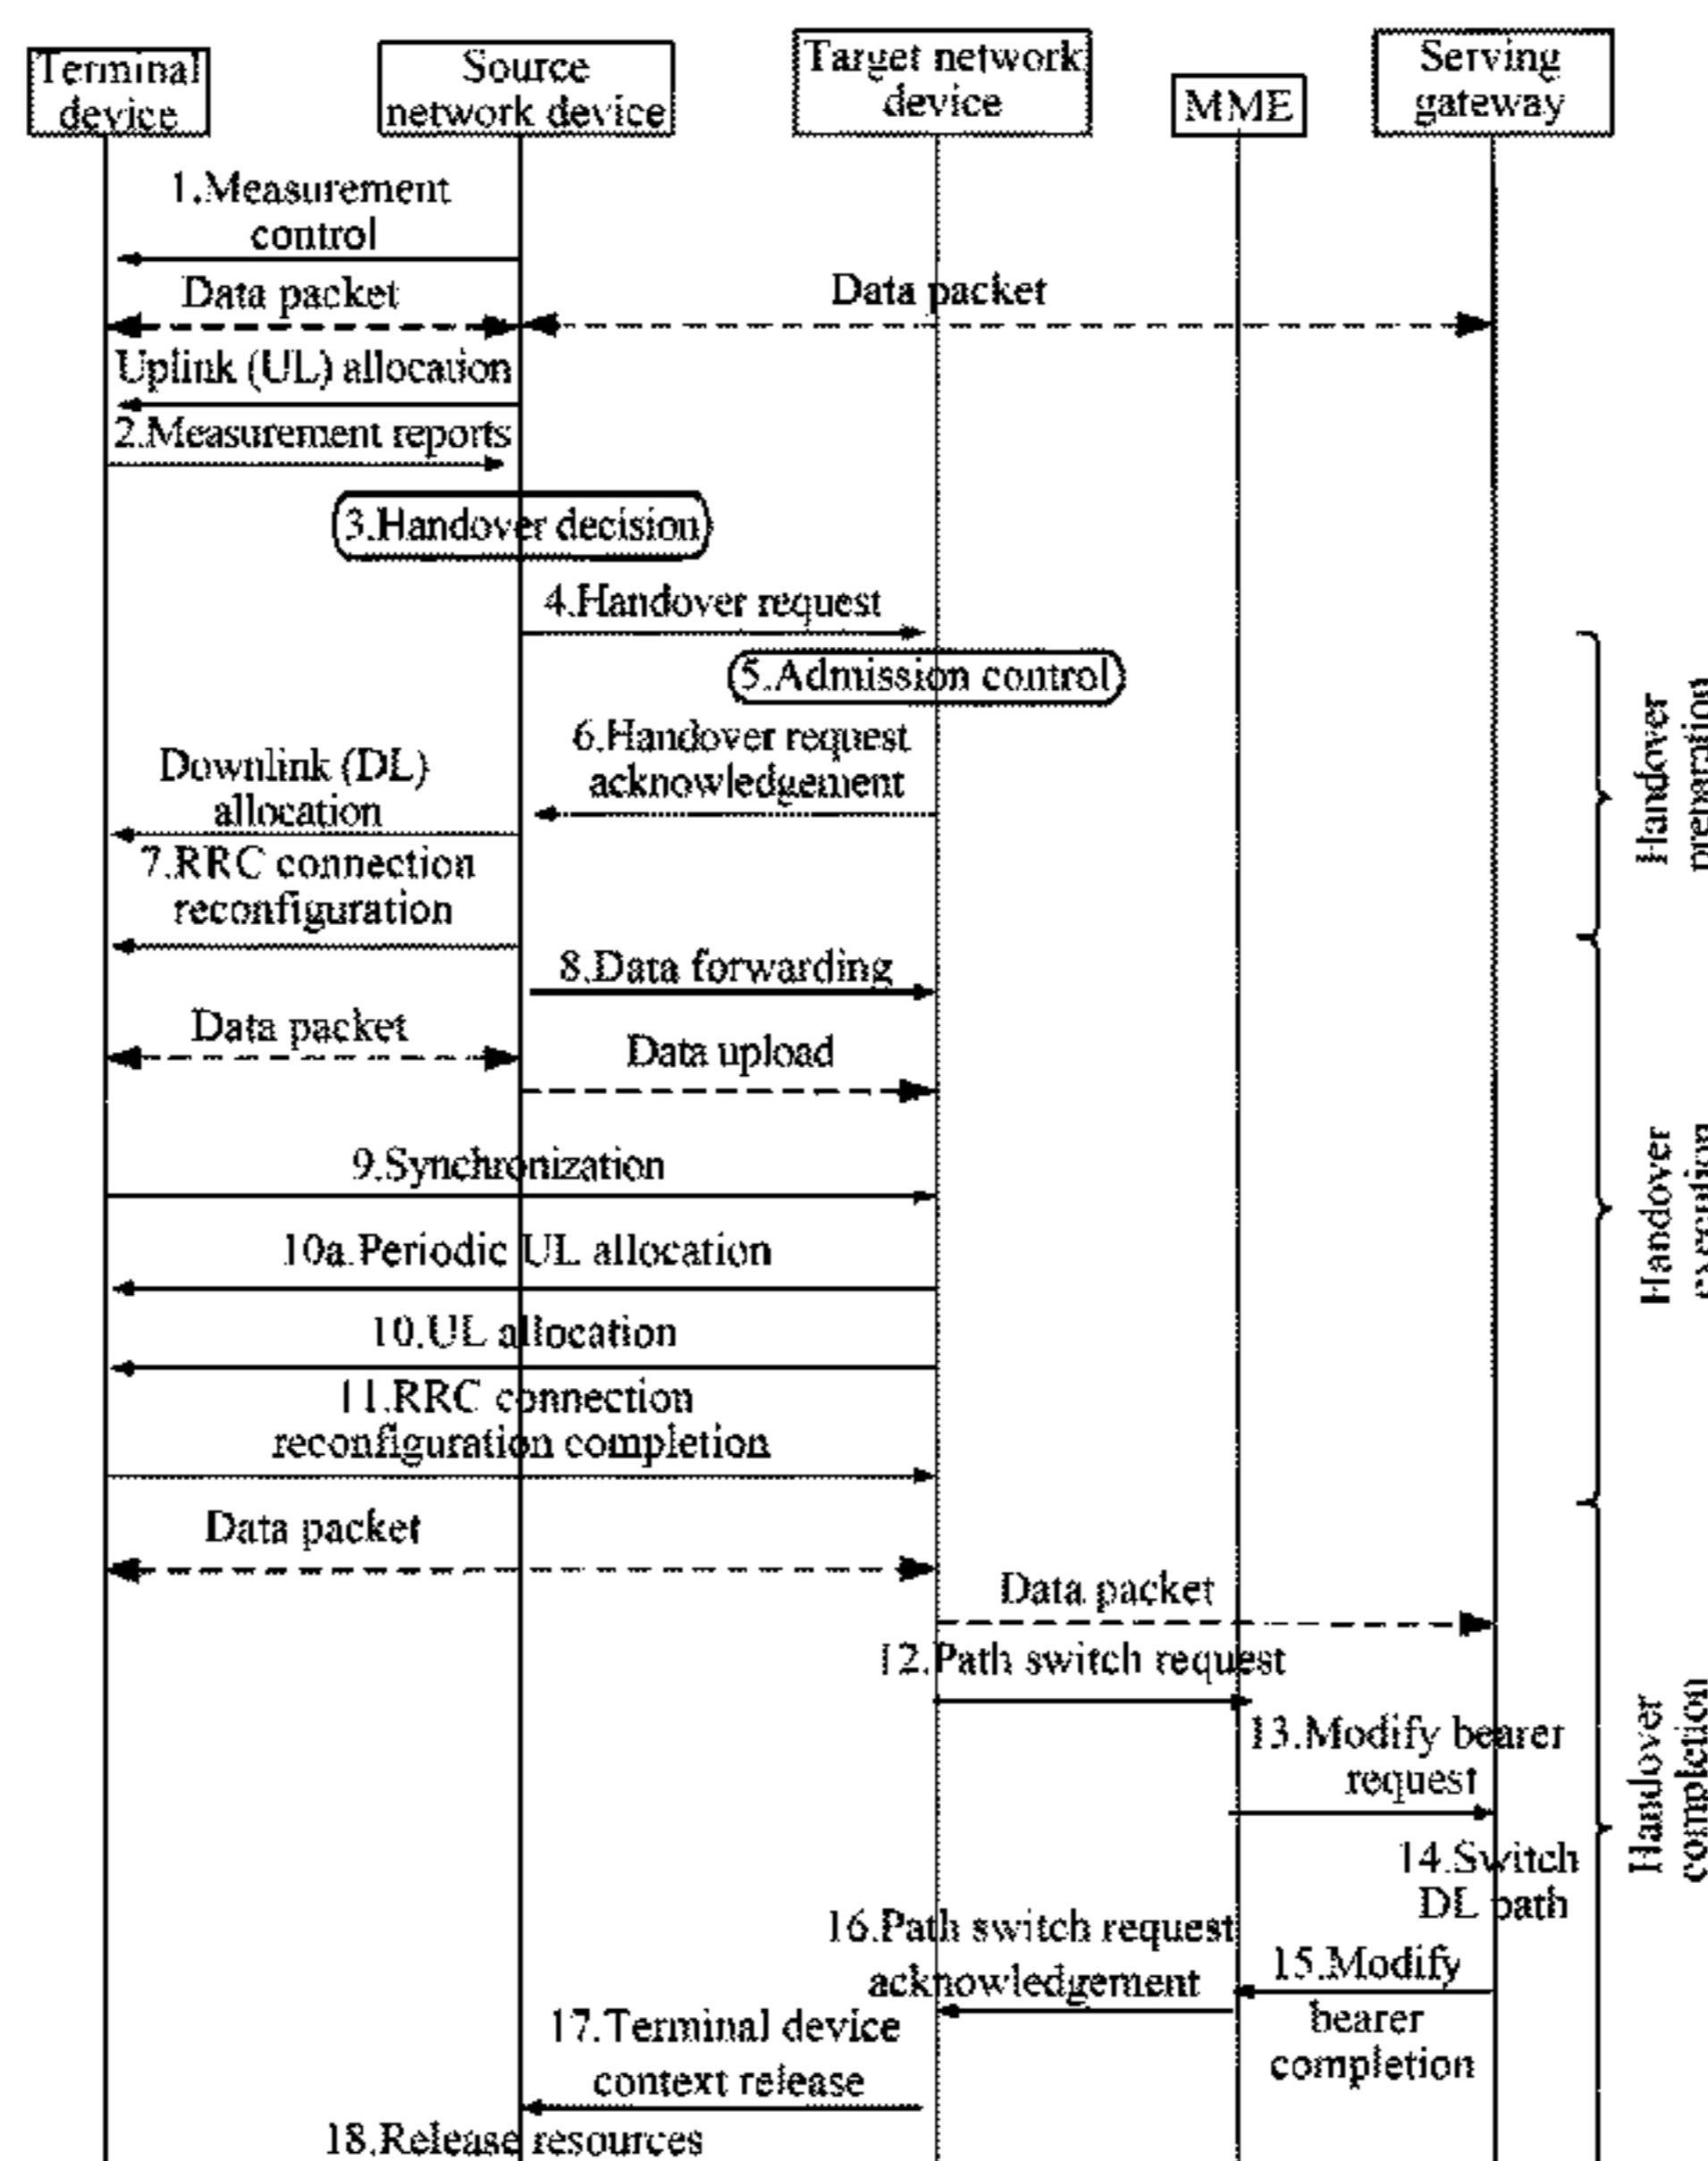 Terminal
device
Source
network device
Target network
device
MME
Serving
gateway
1.Measurement
control
Data packet
Data packet
Uplink (UL) allocation
2.Measurement reports
3.Handover decision
4.Handover request
5.Admission control
6.Handover request
acknowledgement
Downlink (DL)
allocation
7.RRC connection
reconfiguration
Handover
8.Data forwarding
Data packet
Data upload
9.Synchronization
10a.Periodic UL allocation
Handover
10.UL allocation
11.RRC connection
reconfiguration completion
Data packet
Data packet
12.Path switch request
13.Modify bearer
request
14.Switch
DL path
Handover
completion
16.Path switch request
acknowledgement
15.Modify
bearer
completion
17.Terminal device
context release
18.Release resources